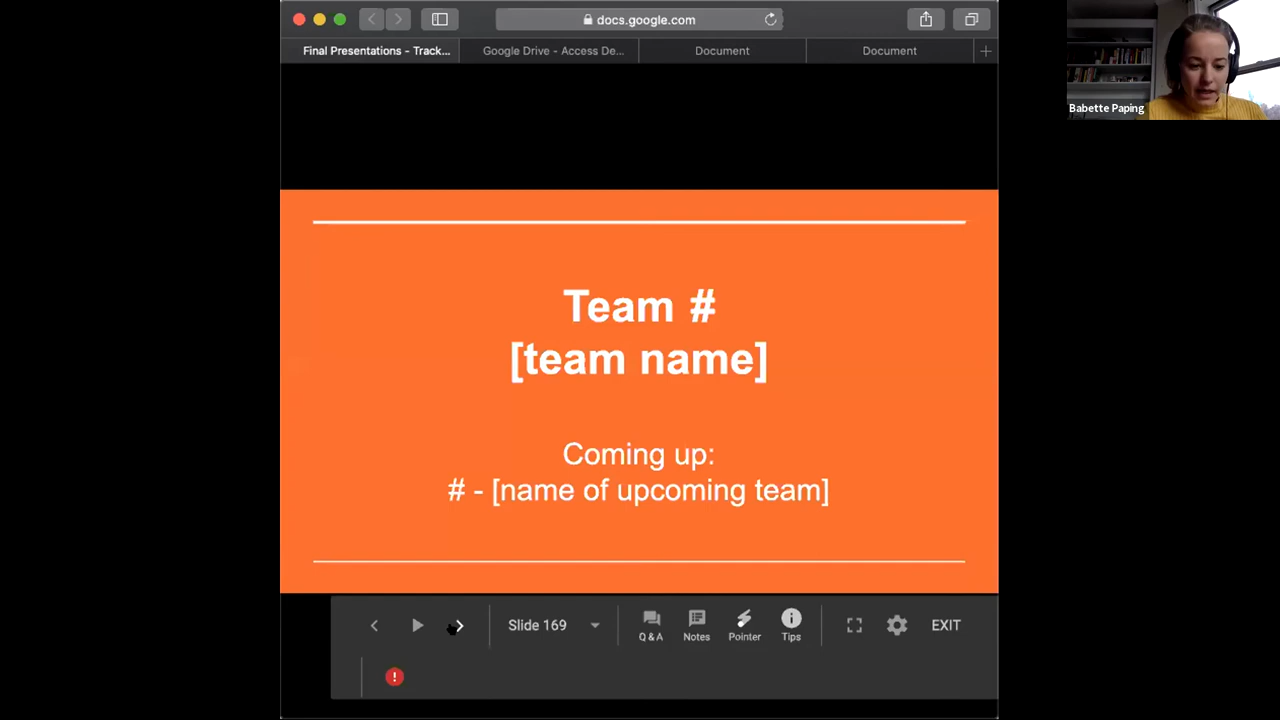 docs.google.com
Final Presentations - Track...
Google Drive - Access De...
Document
Document
Babette Paping
Team #
[team name]
Coming up:
# - [name of upcoming team]
Slide 169
Q & A
Notes
Pointer
Tips
EXIT